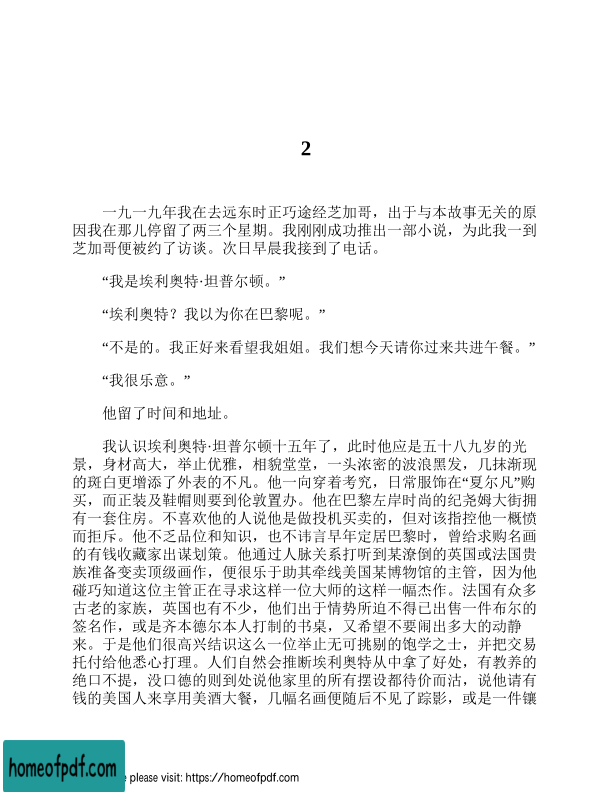 2
一九一九年我在去远东时正巧途经芝加哥，出于与本故事无关的原
因我在那儿停留了两三个星期。我刚刚成功推出一部小说，为此我一到
芝加哥便被约了访谈。次日早晨我接到了电话。
“我是埃利奥特·坦普尔顿。”
“埃利奥特？我以为你在巴黎呢。”
“不是的。我正好来看望我姐姐。我们想今天请你过来共进午餐。”
“我很乐意。”
他留了时间和地址。
我认识埃利奥特·坦普尔顿十五年了，此时他应是五十八九岁的光
景，身材高大，举止优雅，相貌堂堂，一头浓密的波浪黑发，几抹渐现
的斑白更增添了外表的不凡。他一向穿着考究，日常服饰在“夏尔凡”购
买，而正装及鞋帽则要到伦敦置办。他在巴黎左岸时尚的纪尧姆大街拥
有一套住房。不喜欢他的人说他是做投机买卖的，但对该指控他一概愤
而拒斥。他不乏品位和知识，也不讳言早年定居巴黎时，曾给求购名画
的有钱收藏家出谋划策。他通过人脉关系打听到某潦倒的英国或法国贵
族准备变卖顶级画作，便很乐于助其牵线美国某博物馆的主管，因为他
碰巧知道这位主管正在寻求这样一位大师的这样一幅杰作。法国有众多
古老的家族，英国也有不少，他们出于情势所迫不得已出售一件布尔的
签名作，或是齐本德尔本人打制的书桌，又希望不要闹出多大的动静
来。于是他们很高兴结识这么一位举止无可挑剔的饱学之士，并把交易
托付给他悉心打理。人们自然会推断埃利奥特从中拿了好处，有教养的
绝口不提，没口德的则到处说他家里的所有摆设都待价而沽，说他请有
钱的美国人来享用美酒大餐，几幅名画便随后不见了踪影，或是一件镶
homeofpdf.com
please visit: https://homeofpdf.com